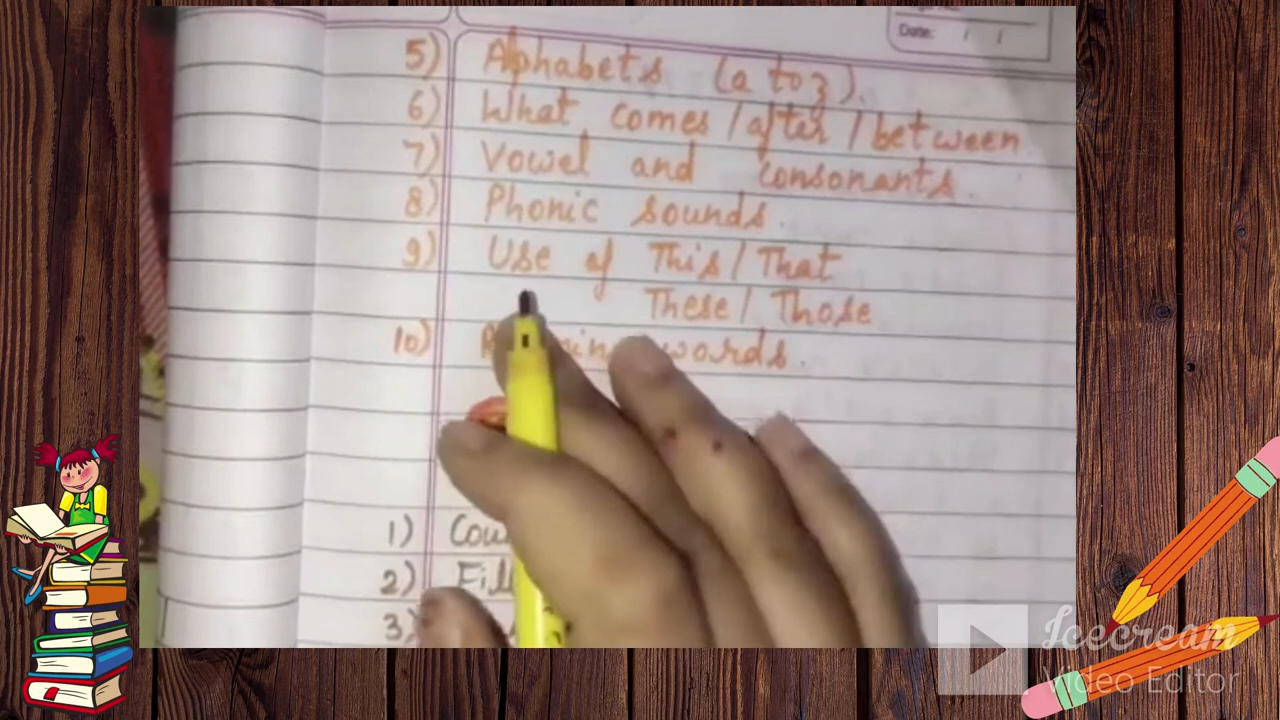 Date: / /
5) Alphabets (a to z).
6) What comes / after / between
7) Vowel and consonants.
8) Phonic sounds.
9) Use of This / That
These / Those
10) words.
1)
2)
3)
Icecream
Video Editor